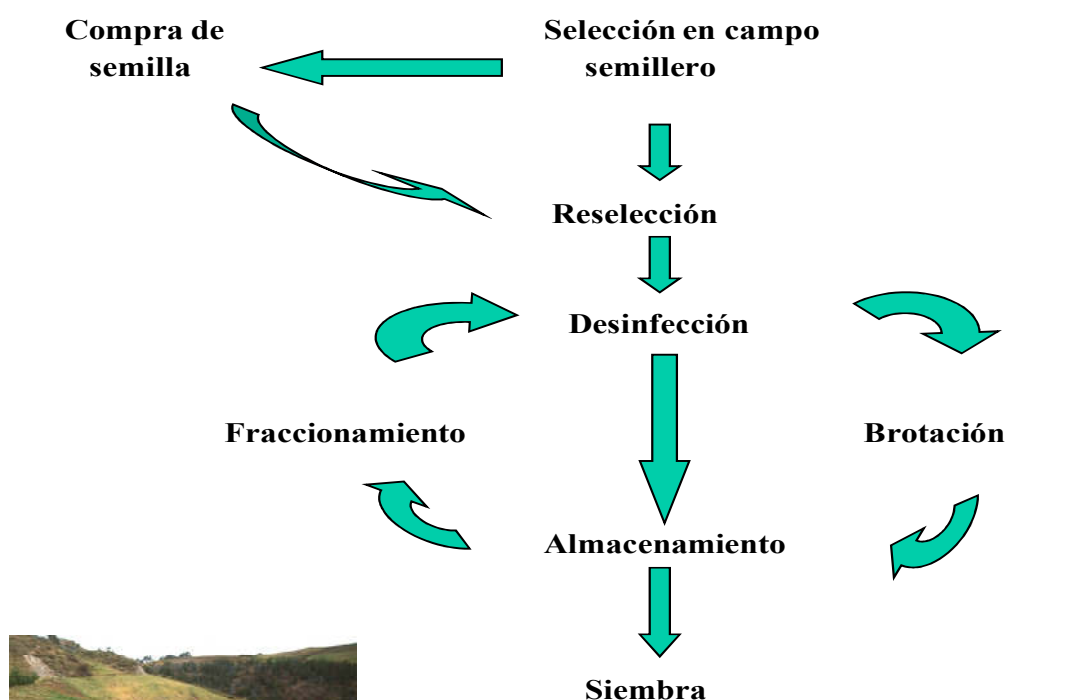 Compra de
semilla
Selección en campo
semillero
Reselección
Desinfección
Fraccionamiento
Brotación
Almacenamiento
Siembra